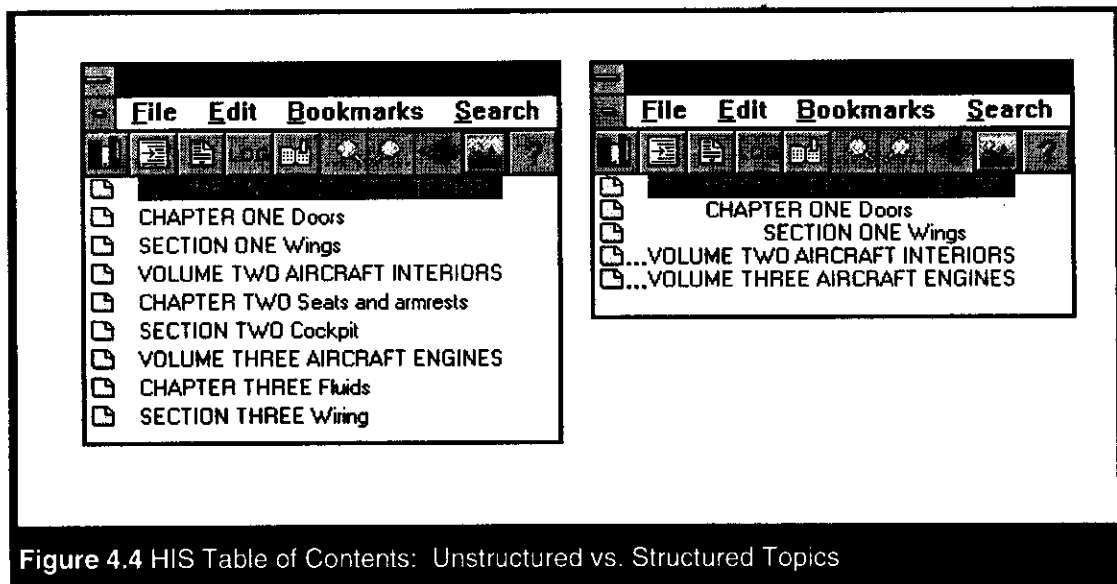 File Edit Bookmarks Search
CHAPTER ONE Doors
SECTION ONE Wings
VOLUME TWO AIRCRAFT INTERIORS
CHAPTER TWO Seats and armrests
SECTION TWO Cockpit
VOLUME THREE AIRCRAFT ENGINES
CHAPTER THREE Fluids
SECTION THREE Wiring
File Edit Bookmarks Search
CHAPTER ONE Doors
SECTION ONE Wings
...VOLUME TWO AIRCRAFT INTERIORS
...VOLUME THREE AIRCRAFT ENGINES
Figure 4.4 HIS Table of Contents: Unstructured vs. Structured Topics